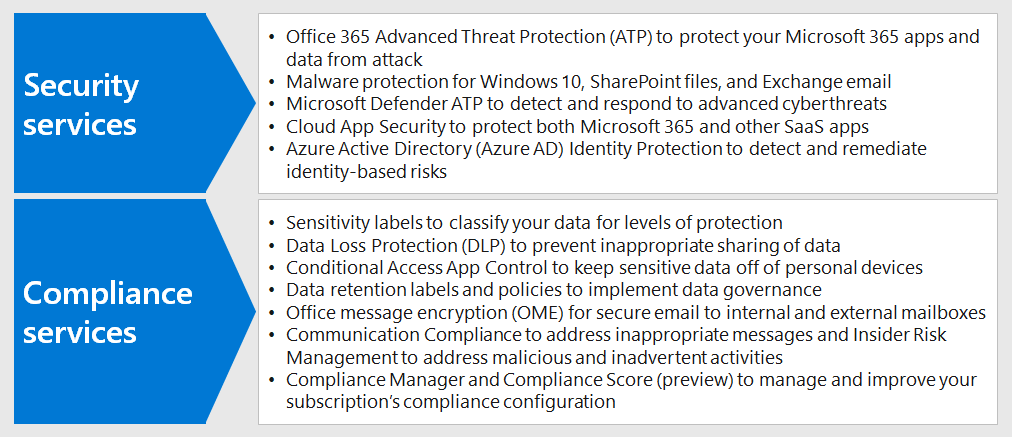 Security
services
• Office 365 Advanced Threat Protection (ATP) to protect your Microsoft 365 apps and
data from attack
• Malware protection for Windows 10, SharePoint files, and Exchange email
• Microsoft Defender ATP to detect and respond to advanced cyberthreats
• Cloud App Security to protect both Microsoft 365 and other SaaS apps
• Azure Active Directory (Azure AD) Identity Protection to detect and remediate
identity-based risks
Compliance
services
• Sensitivity labels to classify your data for levels of protection
• Data Loss Protection (DLP) to prevent inappropriate sharing of data
• Conditional Access App Control to keep sensitive data off of personal devices
• Data retention labels and policies to implement data governance
• Office message encryption (OME) for secure email to internal and external mailboxes
• Communication Compliance to address inappropriate messages and Insider Risk
Management to address malicious and inadvertent activities
• Compliance Manager and Compliance Score (preview) to manage and improve your
subscription's compliance configuration